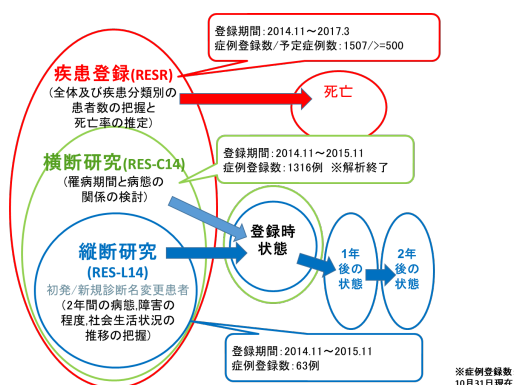 登録期間：2014.11～2017.3
症例登録数/予定症例数：1507/>=500
疾患登録(RESR)
(全体及び疾患分類別の
患者数の把握と
死亡率の推定)
死亡
登録期間：2014.11～2015.11
症例登録数：1316例　※解析終了
横断研究(RES-C14)
(罹病期間と病態の
関係の検討)
登録時
状態
縦断研究
(RES-L14)
初発/新規診断名変更患者
(2年間の病態,障害の
程度,社会生活状況の
推移の把握)
1年
後の
状態
2年
後の
状態
登録期間：2014.11～2015.11
症例登録数：63例
※症例登録数
10月31日現在